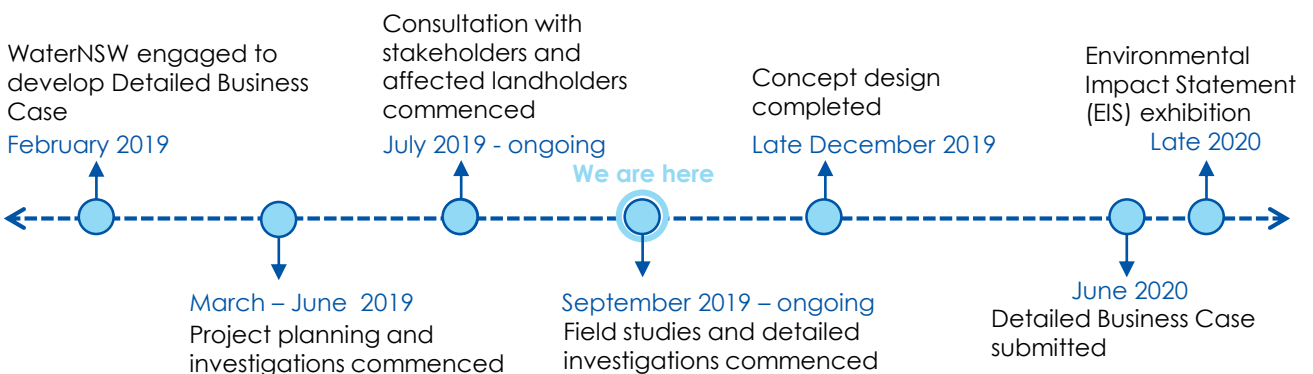 WaterNSW engaged to
develop Detailed Business
Case
February 2019
March – June 2019
Project planning and
investigations commenced
Consultation with
stakeholders and
affected landholders
commenced
July 2019 - ongoing
We are here
September 2019 – ongoing
Field studies and detailed
investigations commenced
Concept design
completed
Late December 2019
June 2020
Detailed Business Case
submitted
Environmental
Impact Statement
(EIS) exhibition
Late 2020